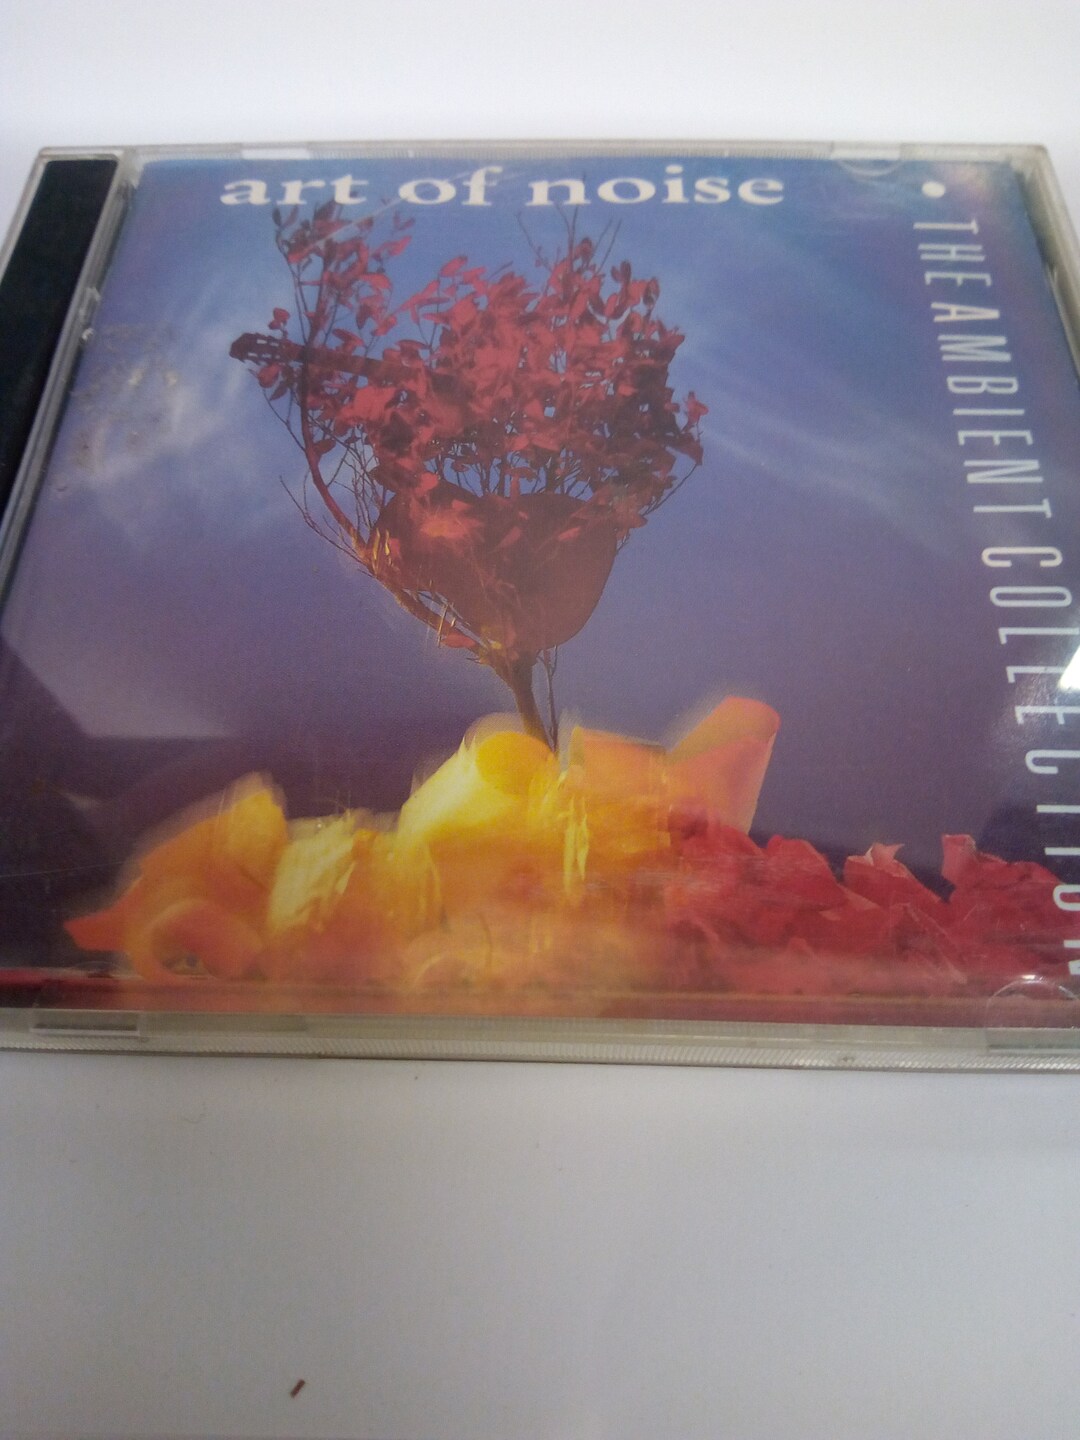 art of noise
• THE AMBIENT COLLECTION